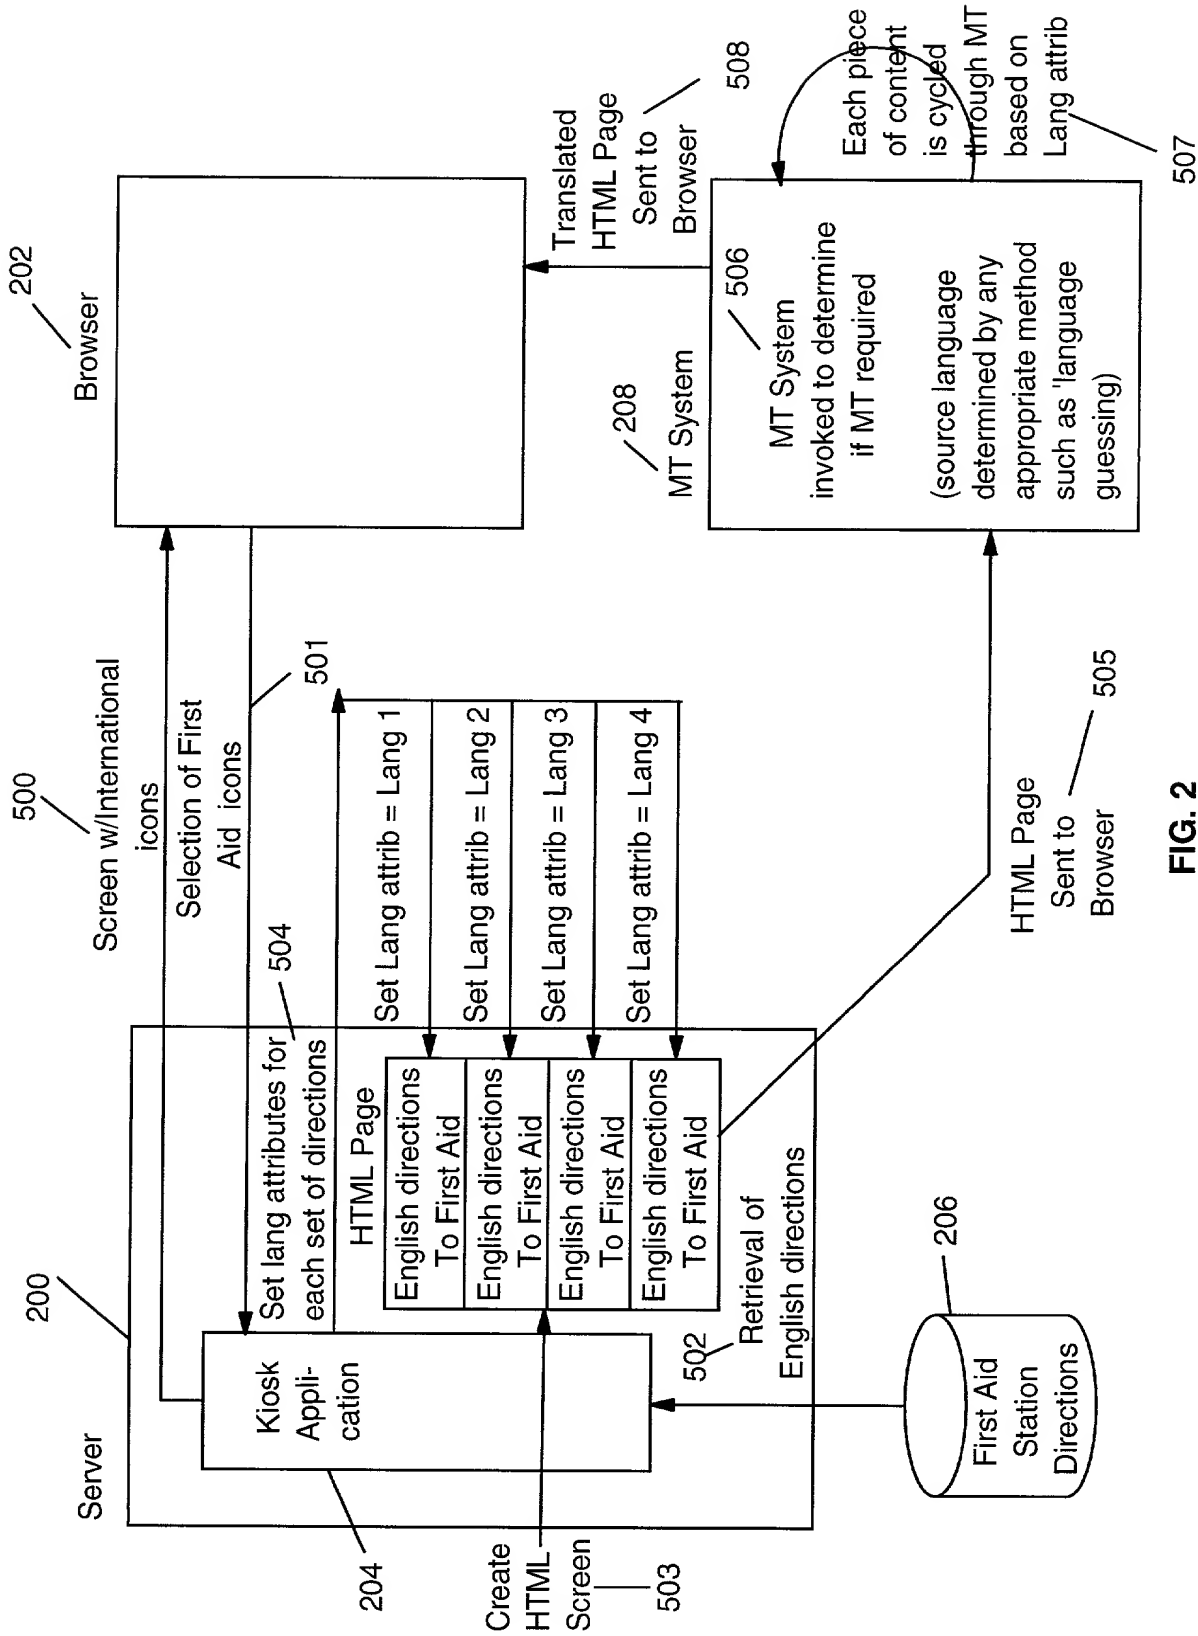 Server
200
Kiosk
Appli-
cation
204
Create
HTML
Screen
503
500
Screen w/International
icons
Selection of First
Aid icons
501
Set lang attributes for
each set of directions
504
HTML Page
English directions
To First Aid
English directions
To First Aid
English directions
To First Aid
English directions
To First Aid
Set Lang attrib = Lang 1
Set Lang attrib = Lang 2
Set Lang attrib = Lang 3
Set Lang attrib = Lang 4
502
Retrieval of
English directions
First Aid
Station
Directions
206
HTML Page
Sent to
Browser
505
202
Browser
208
MT System
506
MT System
invoked to determine
if MT required
(source language
determined by any
appropriate method
such as 'language
guessing)
Translated
HTML Page
Sent to
Browser
508
Each piece
of content
is cycled
through MT
based on
Lang attrib
507
FIG. 2